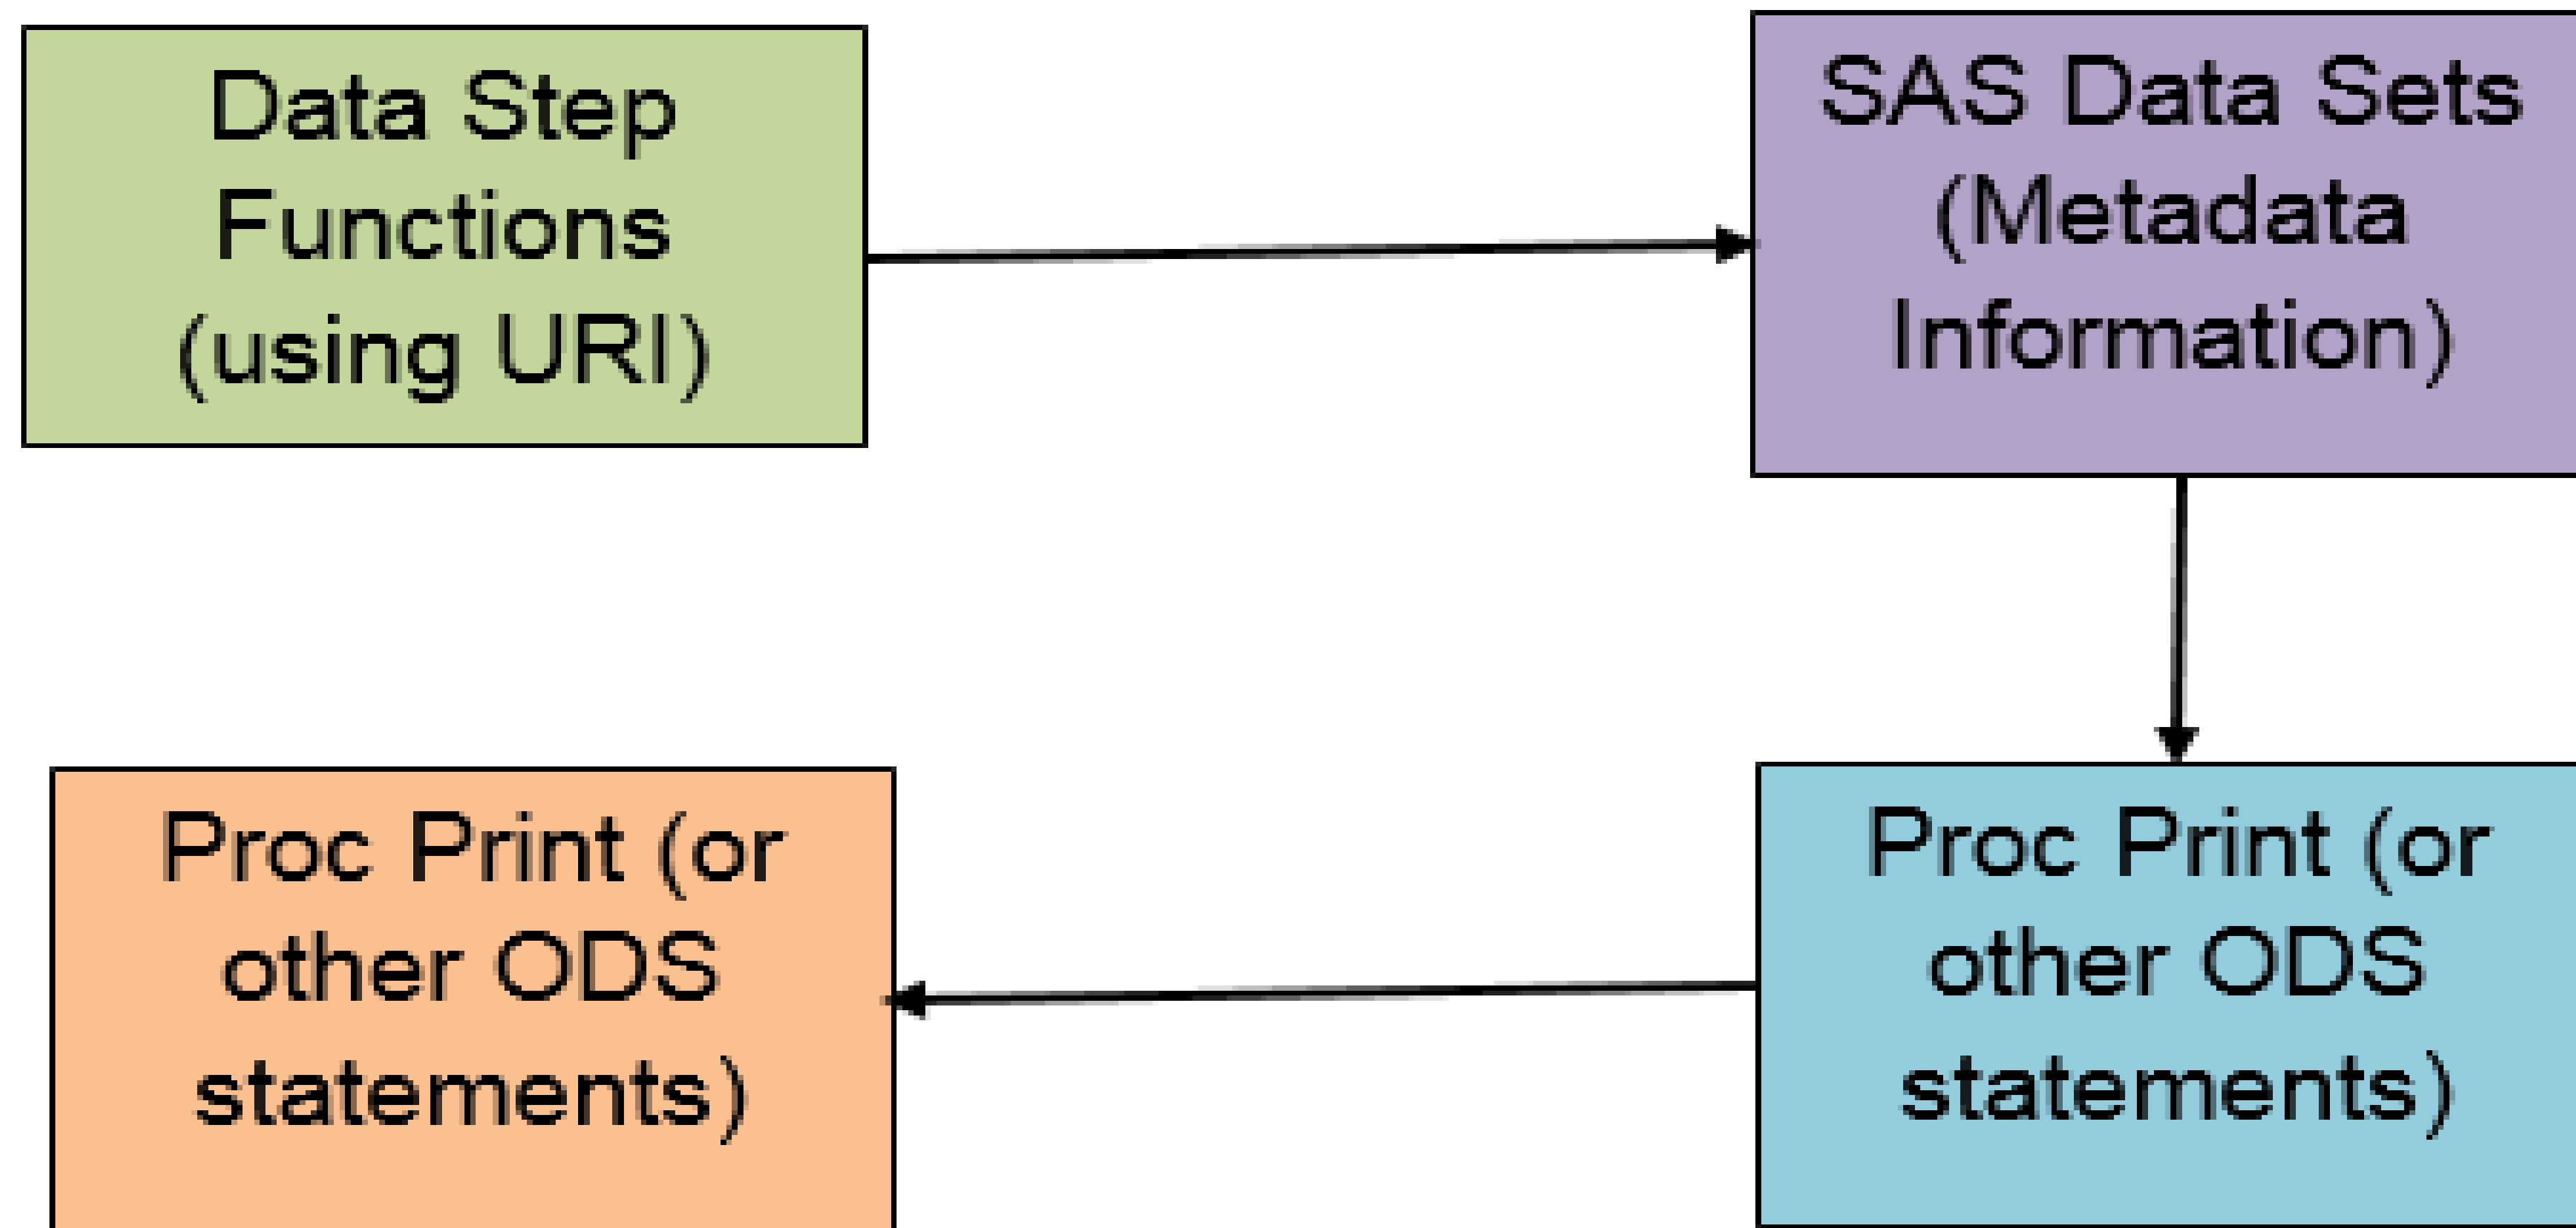 Data Step
Functions
(using URI)
SAS Data Sets
(Metadata
Information)
Proc Print (or
other ODS
statements)
Proc Print (or
other ODS
statements)